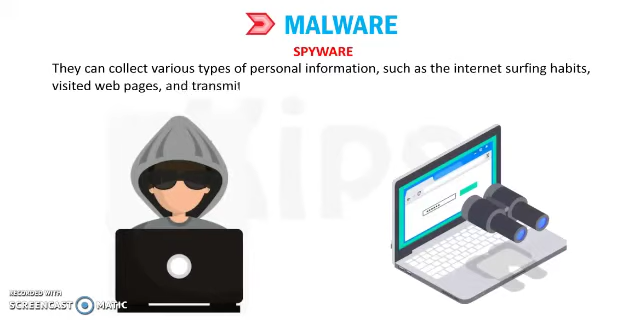 MALWARE
SPYWARE
They can collect various types of personal information, such as the internet surfing habits,
visited web pages, and transmit
Kips
RECORDED WITH
SCREENCAST MATIC